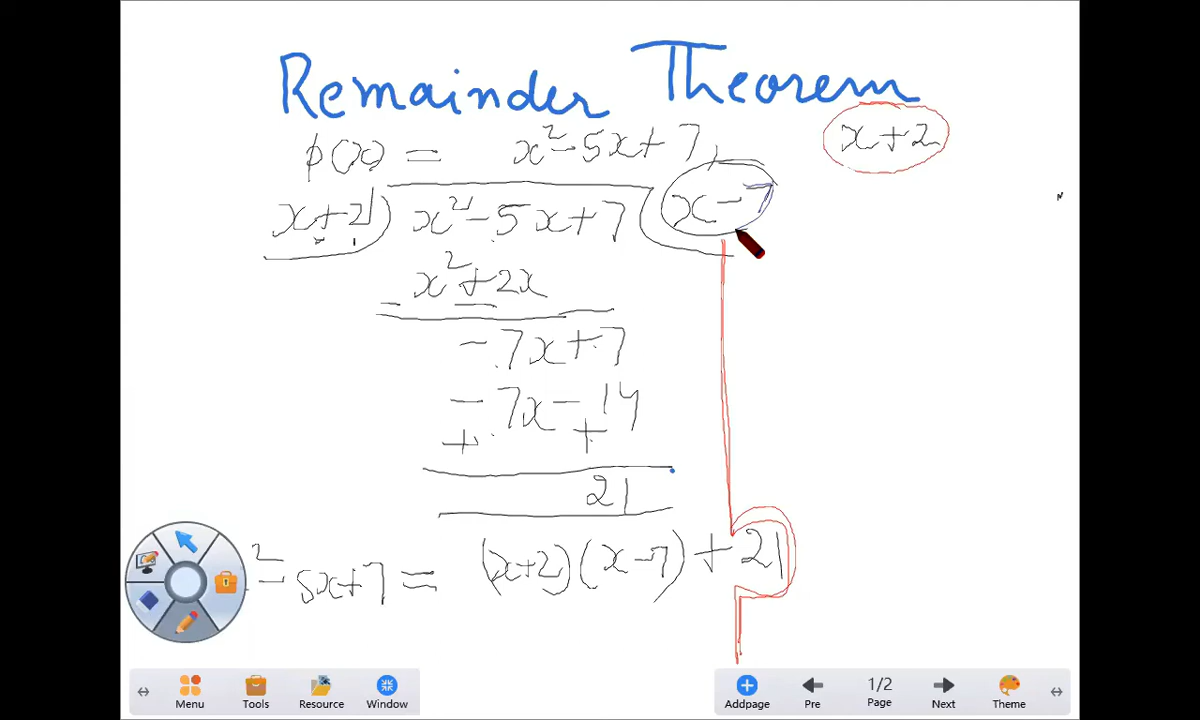 Remainder Theorem
p(x) = x² - 5x + 7,
x + 2
x + 2) x² - 5x + 7 ( x - 7
x² + 2x
- -
- 7x + 7
- 7x - 14
+ +
21
² - 5x + 7 = (x+2)(x-7) + 21
Menu Tools Resource Window
Addpage Pre 1/2 Page Next Theme